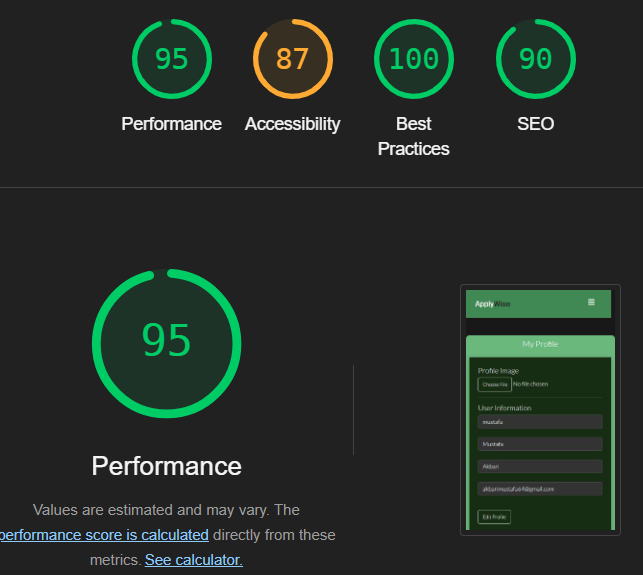 95 87 100 90
Performance Accessibility Best Practices SEO
95
Performance
Values are estimated and may vary. The
performance score is calculated directly from these
metrics. See calculator.
ApplyWise
My Profile
Profile Image
Choose File No file chosen
User Information
mustafa
Mustafa
Akbari
akbarimustafa64@gmail.com
Edit Profile